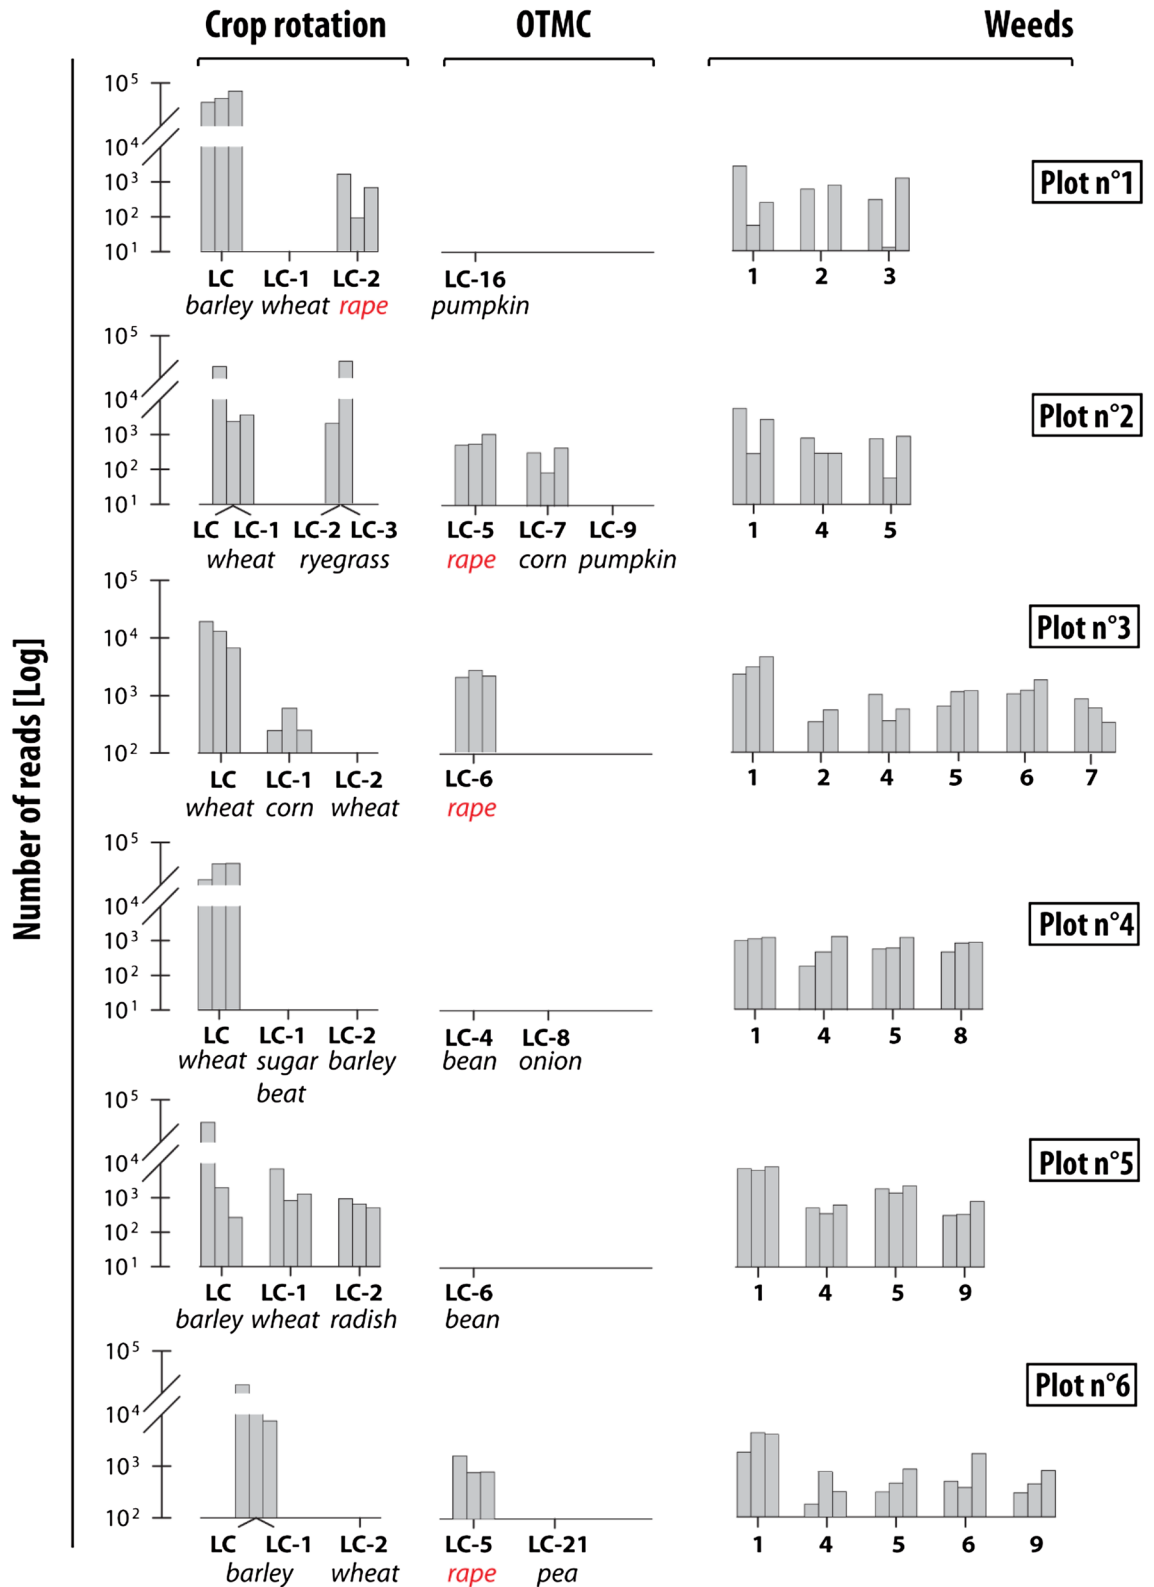 Crop rotation OTMC Weeds
Number of reads [Log]
10⁵
10⁴
10³
10²
10¹
Plot n°1
LC LC-1 LC-2 LC-16 1 2 3
barley wheat rape pumpkin
10⁵
10⁴
10³
10²
10¹
Plot n°2
LC LC-1 LC-2 LC-3 LC-5 LC-7 LC-9 1 4 5
wheat ryegrass rape corn pumpkin
10⁵
10⁴
10³
10²
Plot n°3
LC LC-1 LC-2 LC-6 1 2 4 5 6 7
wheat corn wheat rape
10⁵
10⁴
10³
10²
10¹
Plot n°4
LC LC-1 LC-2 LC-4 LC-8 1 4 5 8
wheat sugar barley bean onion
beat
10⁵
10⁴
10³
10²
10¹
Plot n°5
LC LC-1 LC-2 LC-6 1 4 5 9
barley wheat radish bean
10⁵
10⁴
10³
10²
Plot n°6
LC LC-1 LC-2 LC-5 LC-21 1 4 5 6 9
barley wheat rape pea